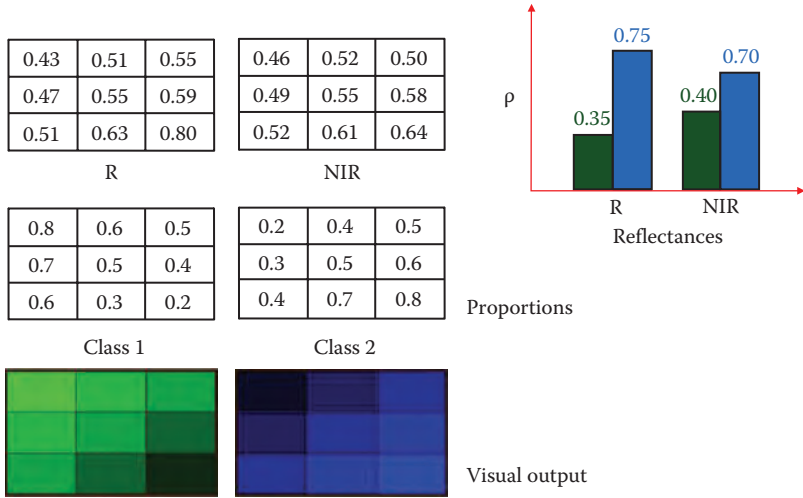 0.43 0.51 0.55
0.47 0.55 0.59
0.51 0.63 0.80
R
0.46 0.52 0.50
0.49 0.55 0.58
0.52 0.61 0.64
NIR
ρ
0.35
0.75
0.40
0.70
R NIR
Reflectances
0.8 0.6 0.5
0.7 0.5 0.4
0.6 0.3 0.2
Class 1
0.2 0.4 0.5
0.3 0.5 0.6
0.4 0.7 0.8
Class 2
Proportions
Visual output